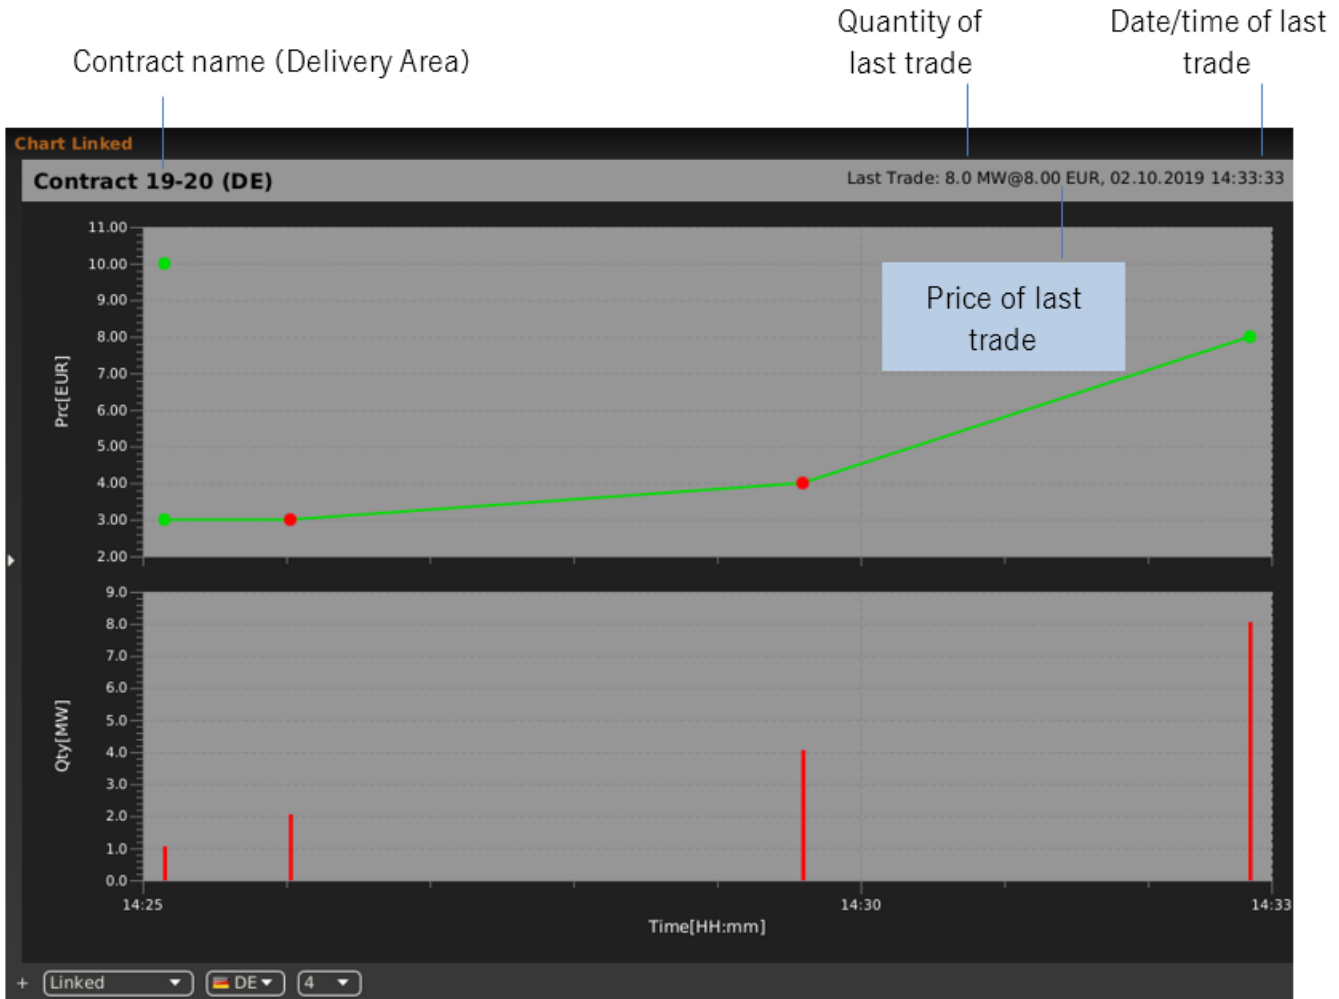 Quantity of
last trade
Date/time of last
trade
Contract name (Delivery Area)
Chart Linked
Contract 19-20 (DE)
Last Trade: 8.0 MW@8.00 EUR, 02.10.2019 14:33:33
Price of last
trade
11.00
10.00
9.00
8.00
7.00
6.00
5.00
4.00
3.00
2.00
Prc[EUR]
9.0
8.0
7.0
6.0
5.0
4.0
3.0
2.0
1.0
0.0
Qty[MW]
14:25
14:30
14:33
Time[HH:mm]
+ Linked DE 4